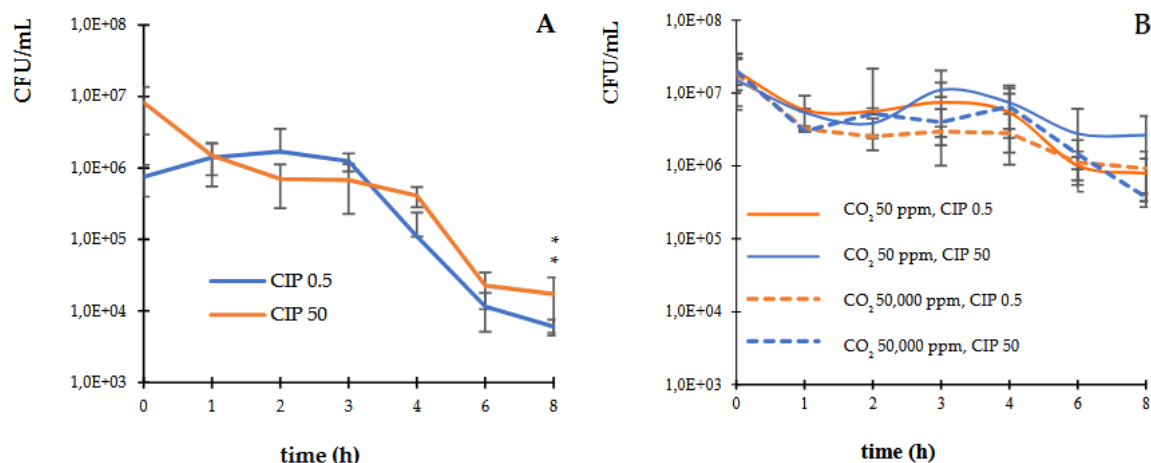 A
CFU/mL
1,0E+08
1,0E+07
1,0E+06
1,0E+05
1,0E+04
1,0E+03
CIP 0.5
CIP 50
* *
* *
0 1 2 3 4 6 8
time (h)
B
CFU/mL
1,0E+08
1,0E+07
1,0E+06
1,0E+05
1,0E+04
1,0E+03
CO₂ 50 ppm, CIP 0.5
CO₂ 50 ppm, CIP 50
CO₂ 50,000 ppm, CIP 0.5
CO₂ 50,000 ppm, CIP 50
0 1 2 3 4 6 8
time (h)